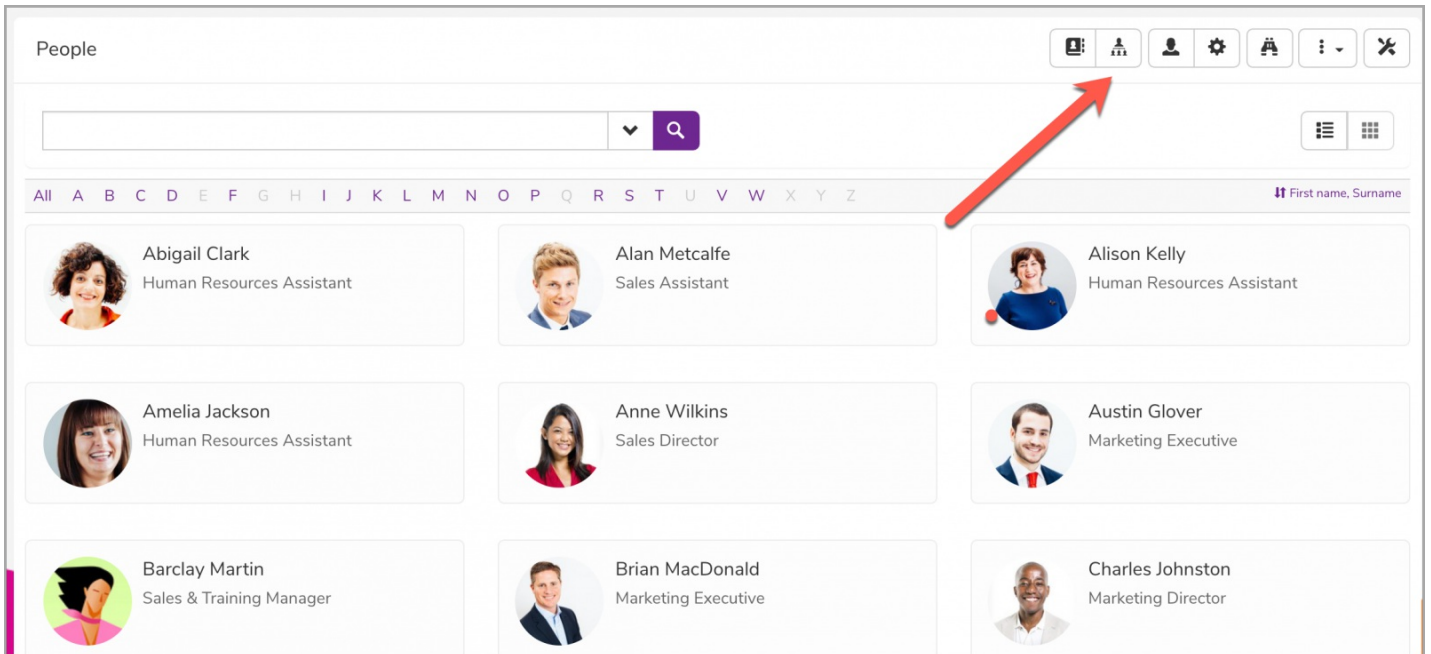 People
All A B C D E F G H I J K L M N O P Q R S T U V W X Y Z
First name, Surname
Abigail Clark
Human Resources Assistant
Alan Metcalfe
Sales Assistant
Alison Kelly
Human Resources Assistant
Amelia Jackson
Human Resources Assistant
Anne Wilkins
Sales Director
Austin Glover
Marketing Executive
Barclay Martin
Sales & Training Manager
Brian MacDonald
Marketing Executive
Charles Johnston
Marketing Director